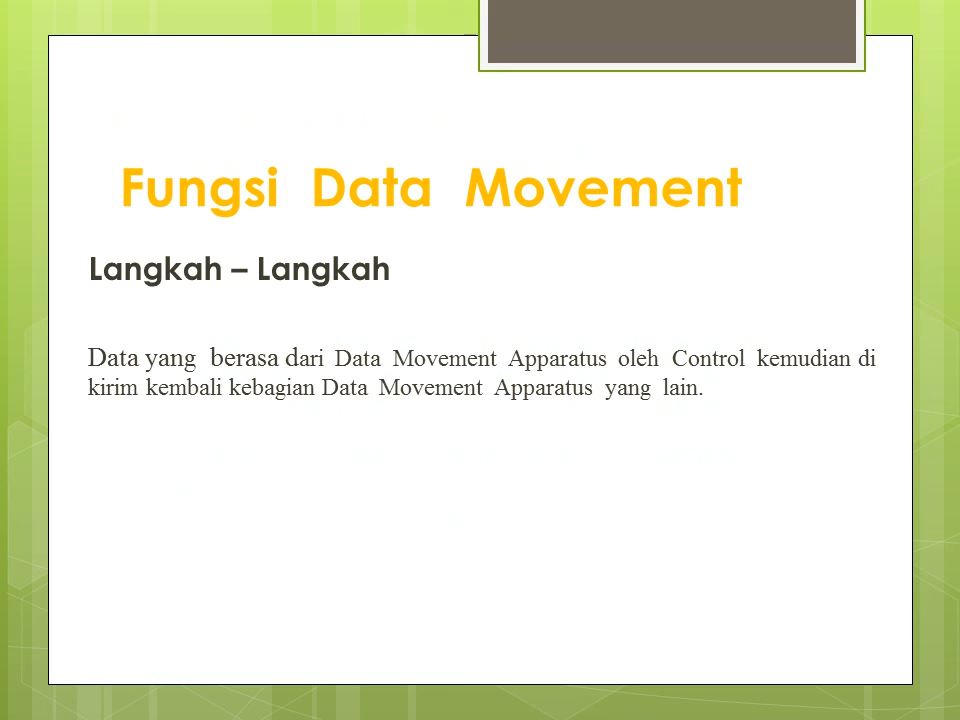 Fungsi Data Movement
Langkah – Langkah
Data yang berasa dari Data Movement Apparatus oleh Control kemudian di
kirim kembali kebagian Data Movement Apparatus yang lain.